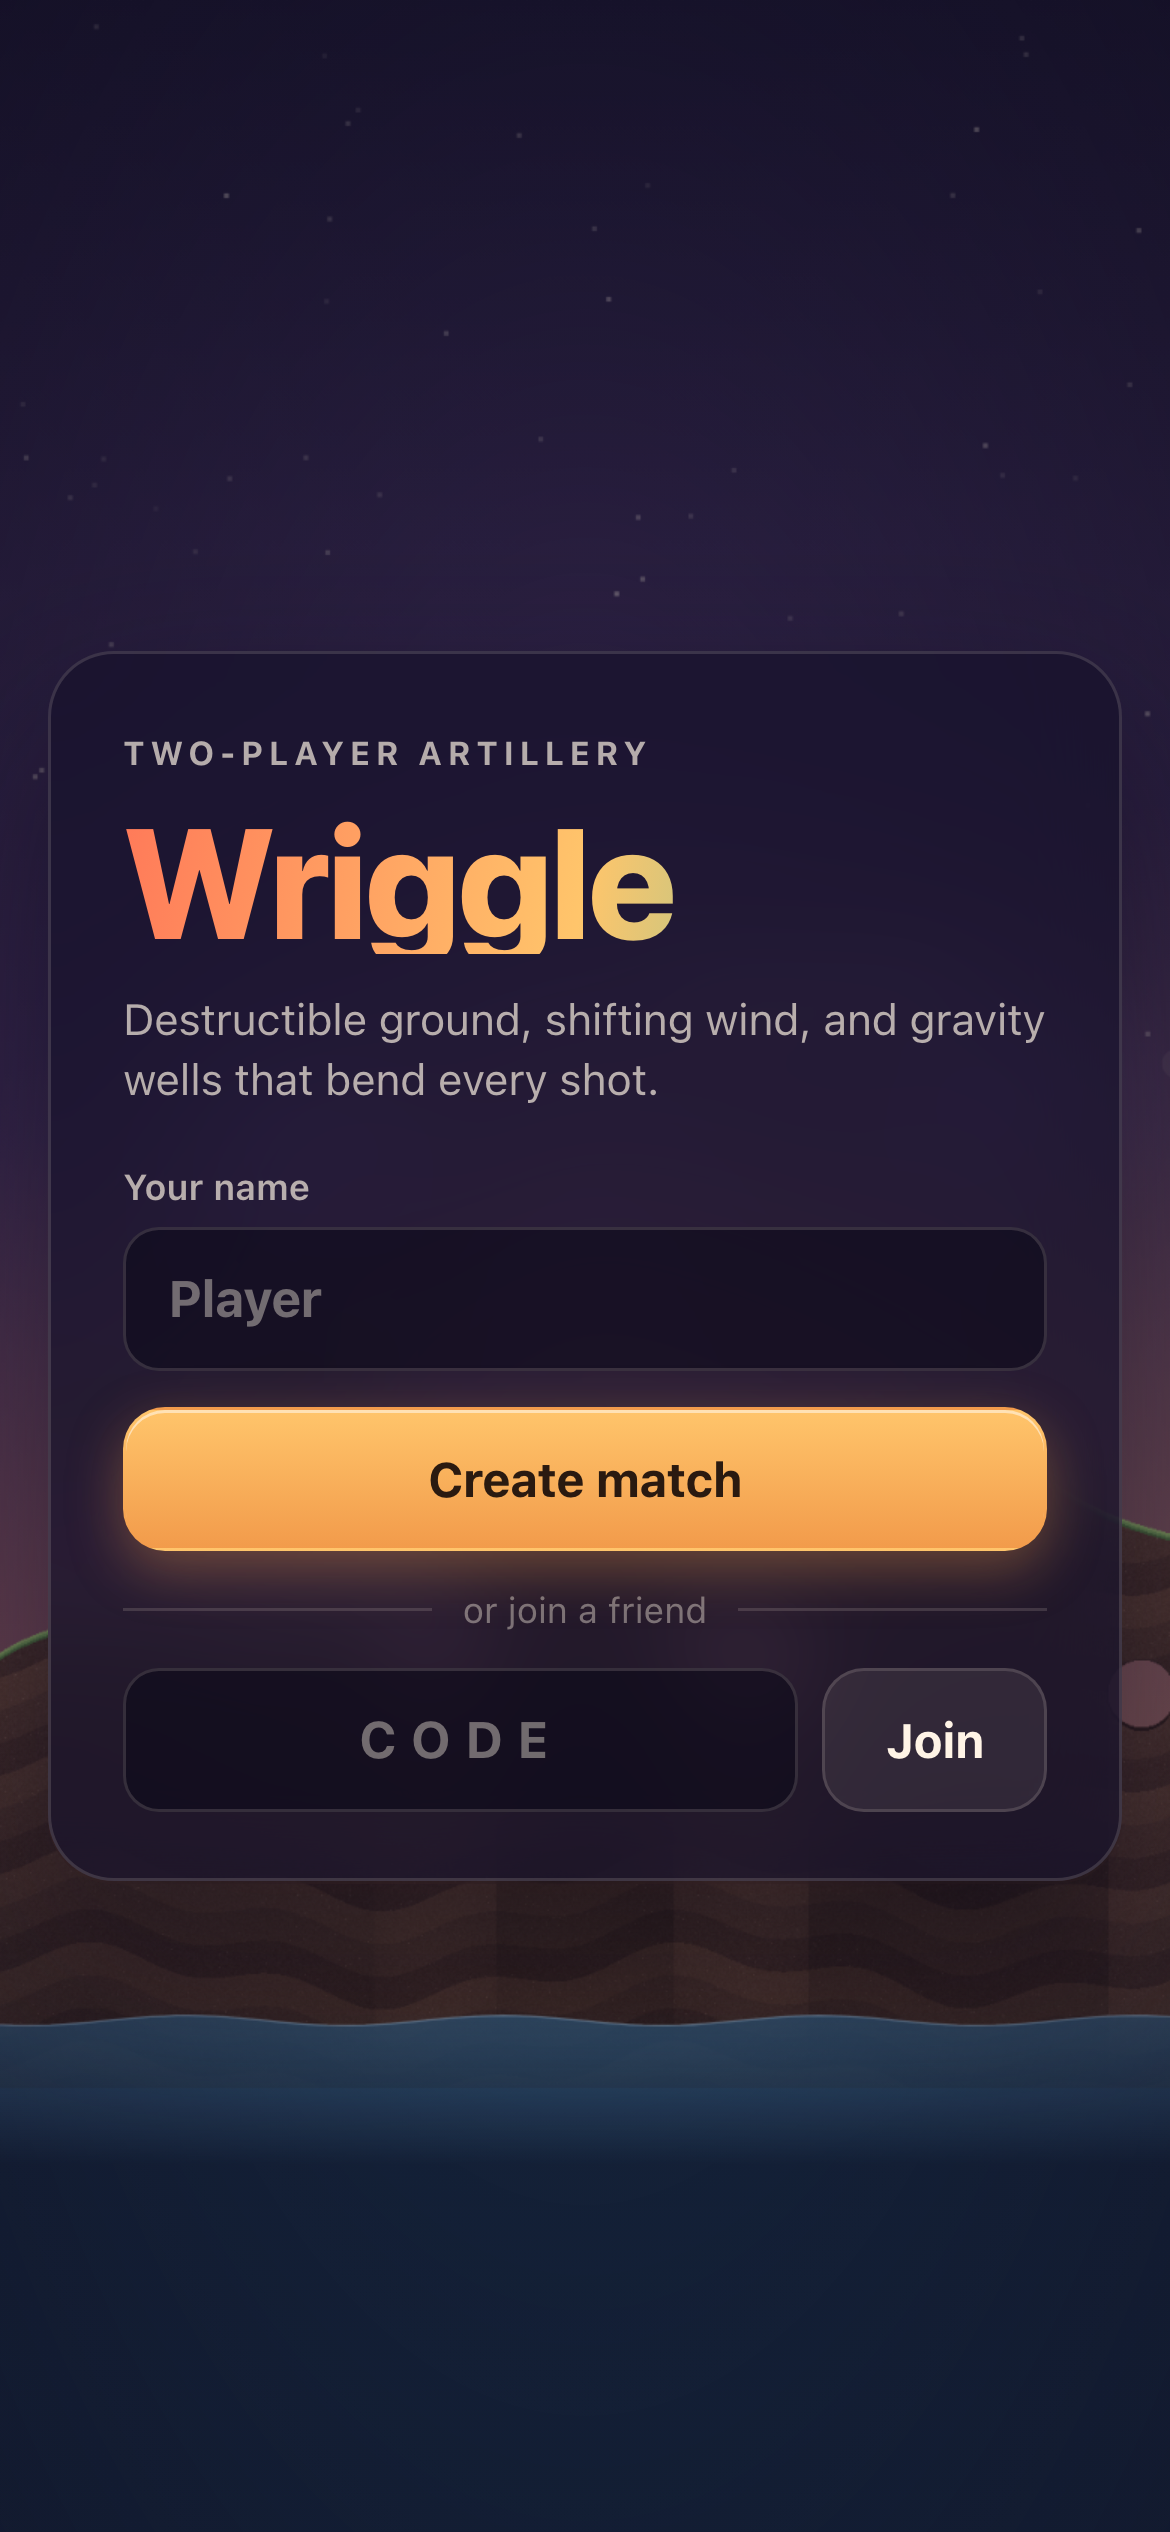 TWO-PLAYER ARTILLERY
Wriggle
Destructible ground, shifting wind, and gravity
wells that bend every shot.
Your name
Player
Create match
or join a friend
CODE
Join